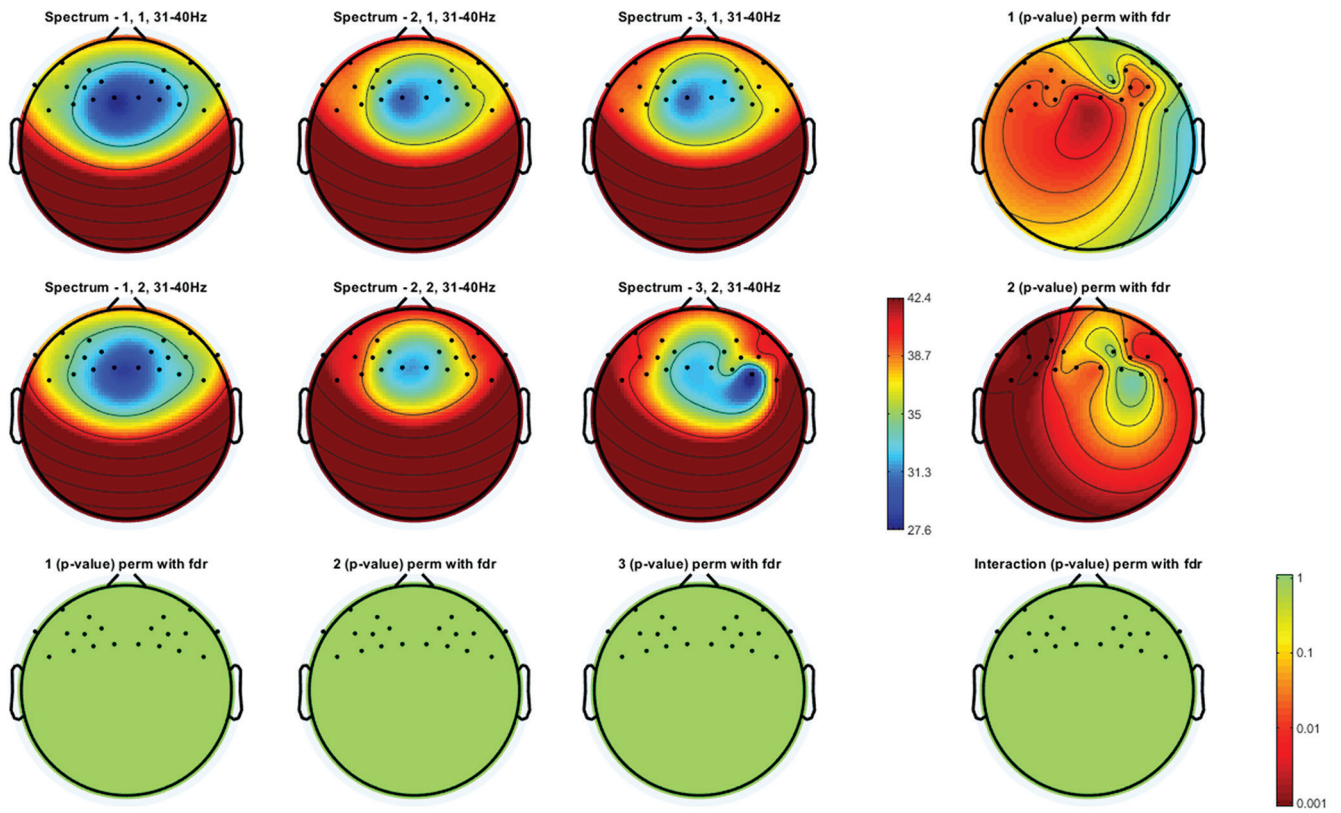 Spectrum - 1, 1, 31-40Hz
Spectrum - 2, 1, 31-40Hz
Spectrum - 3, 1, 31-40Hz
1 (p-value) perm with fdr
Spectrum - 1, 2, 31-40Hz
Spectrum - 2, 2, 31-40Hz
Spectrum - 3, 2, 31-40Hz
2 (p-value) perm with fdr
42.4
38.7
35
31.3
27.6
1 (p-value) perm with fdr
2 (p-value) perm with fdr
3 (p-value) perm with fdr
Interaction (p-value) perm with fdr
1
0.1
0.01
0.001